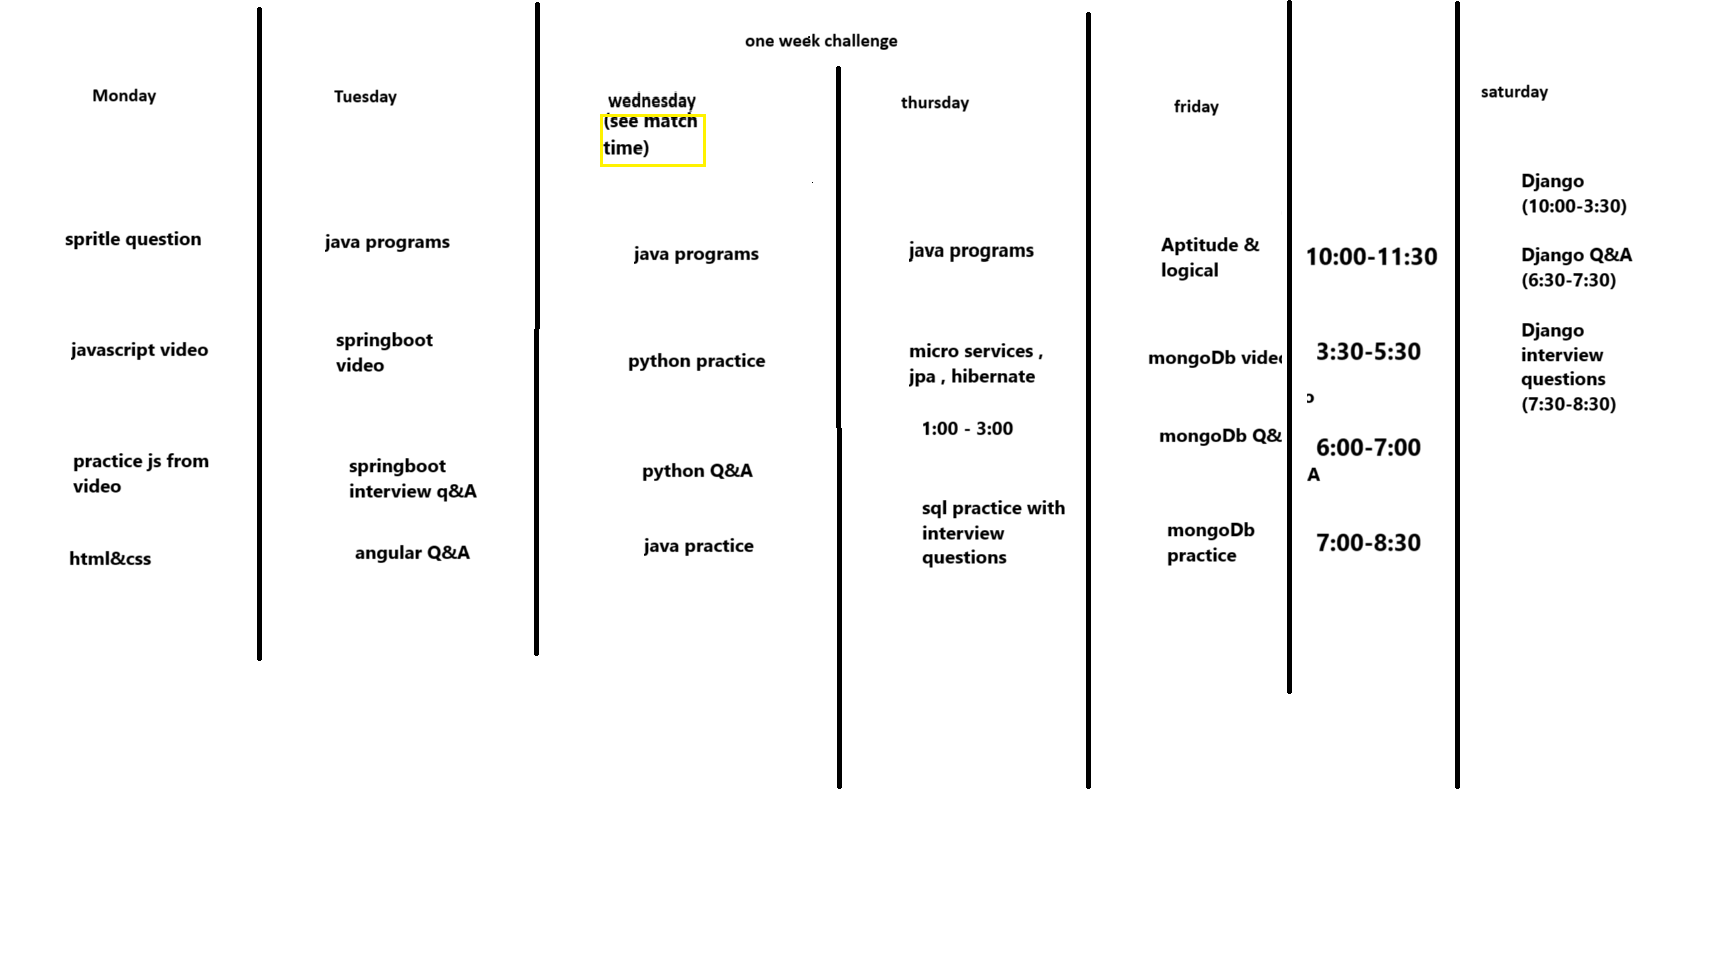 one week challenge
Monday
spritle question
javascript video
practice js from
video
html&css
Tuesday
java programs
springboot
video
springboot
interview q&A
angular Q&A
wednesday
(see match
time)
java programs
python practice
python Q&A
java practice
thursday
java programs
micro services ,
jpa , hibernate
1:00 - 3:00
sql practice with
interview
questions
friday
Aptitude &
logical
mongoDb video
mongoDb Q&
A
mongoDb
practice
10:00-11:30
3:30-5:30
6:00-7:00
7:00-8:30
saturday
Django
(10:00-3:30)
Django Q&A
(6:30-7:30)
Django
interview
questions
(7:30-8:30)